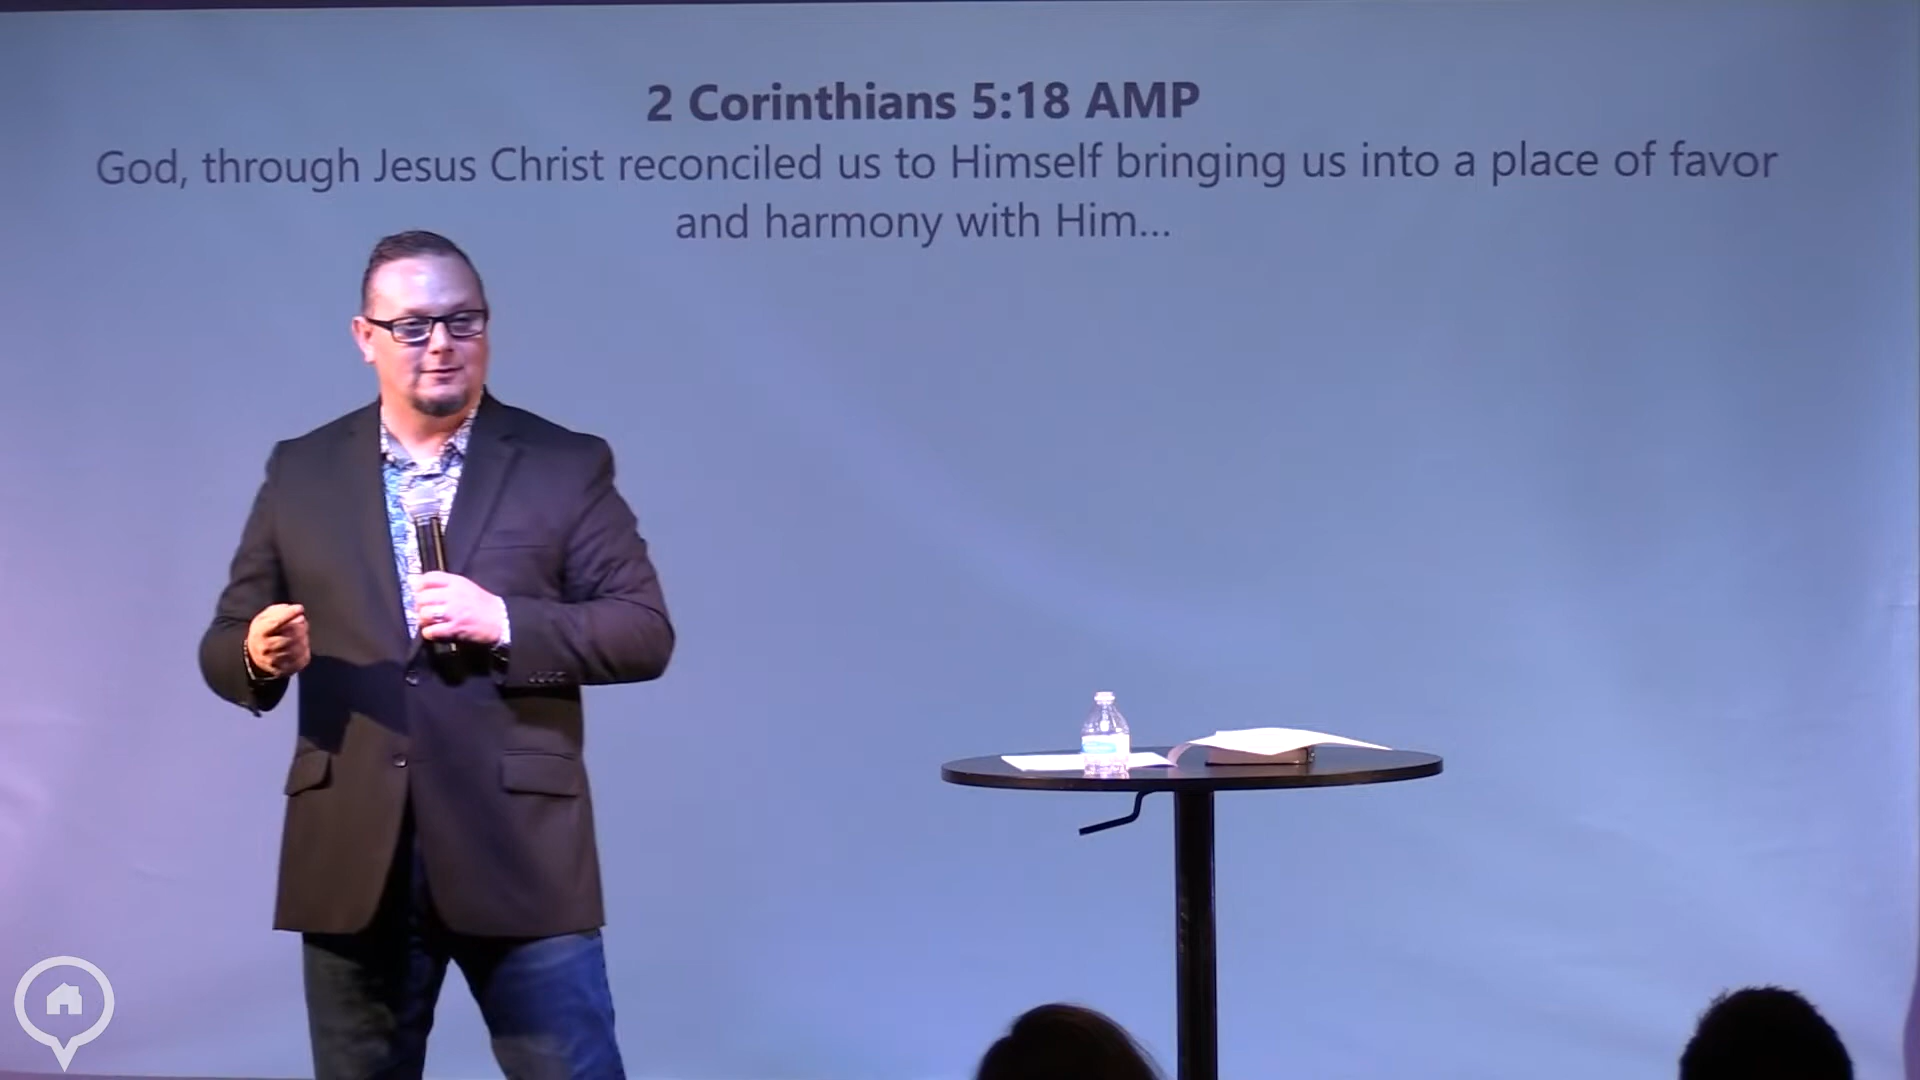 2 Corinthians 5:18 AMP
God, through Jesus Christ reconciled us to Himself bringing us into a place of favor
and harmony with Him...